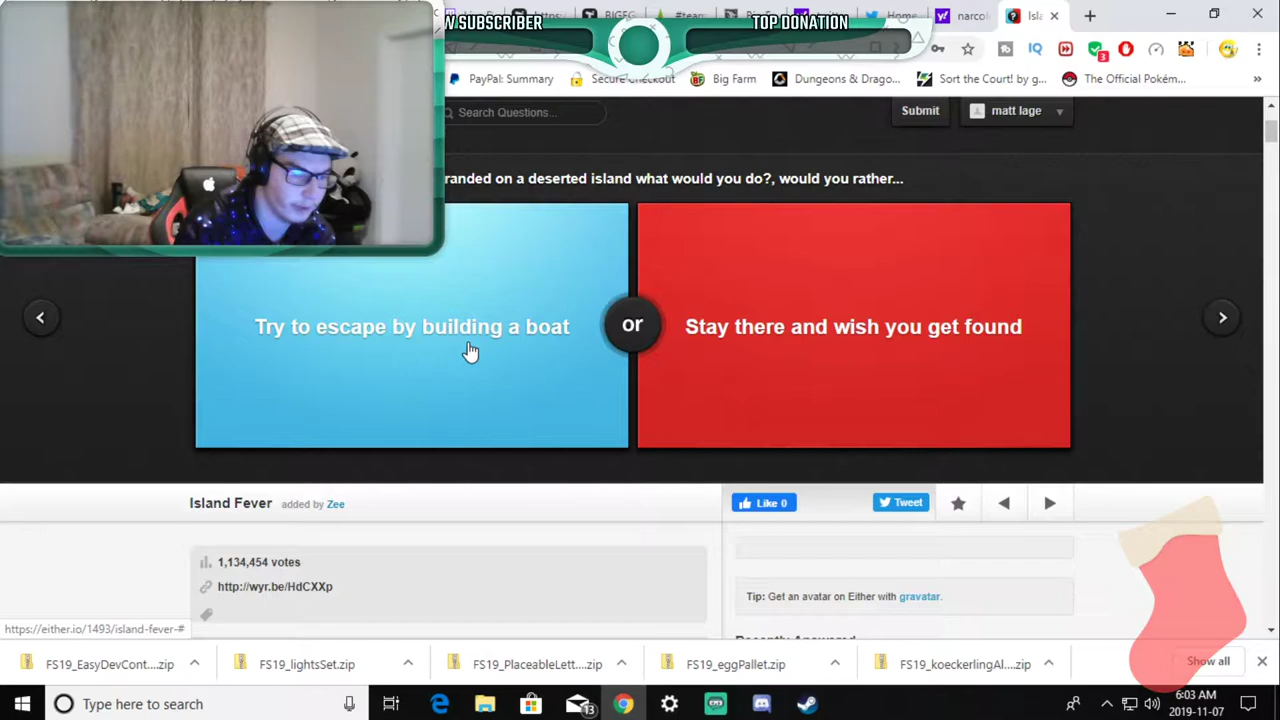 W SUBSCRIBER
TOP DONATION
narcol
Isla
IQ
3
PayPal: Summary
Secure Checkout
Big Farm
Dungeons & Drago...
Sort the Court! by g...
The Official Pokém...
»
Search Questions...
Submit
matt lage
randed on a deserted island what would you do?, would you rather...
Try to escape by building a boat
or
Stay there and wish you get found
Island Fever added by Zee
Like 0
Tweet
1,134,454 votes
http://wyr.be/HdCXXp
Tip: Get an avatar on Either with gravatar.
https://either.io/1493/island-fever-#
FS19_EasyDevCont....zip
FS19_lightsSet.zip
FS19_PlaceableLett....zip
FS19_eggPallet.zip
FS19_koeckerlingAl....zip
Show all
Type here to search
13
6:03 AM
2019-11-07